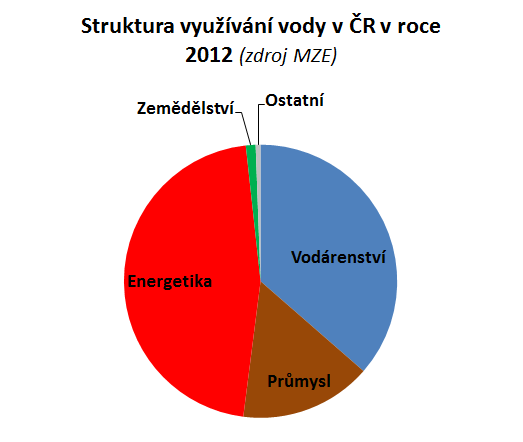 Struktura využívání vody v ČR v roce
2012 (zdroj MZE)
Ostatní
Zemědělství
Vodárenství
Energetika
Průmysl